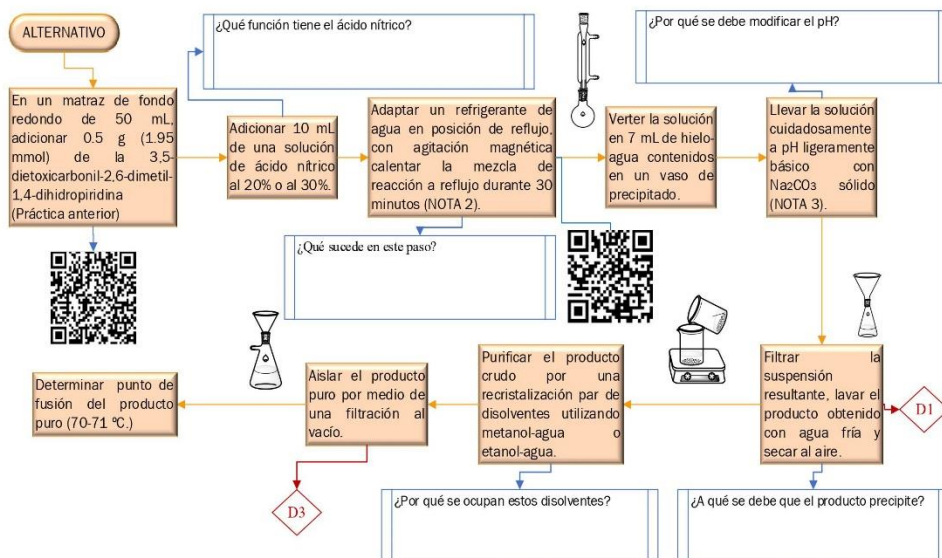 ALTERNATIVO
¿Qué función tiene el ácido nítrico?
¿Por qué se debe modificar el pH?
En un matraz de fondo
redondo de 50 mL,
adicionar 0.5 g (1.95
mmol) de la 3,5-
dietoxicarbonil-2,6-dimetil-
1,4-dihidropiridina
(Práctica anterior)
Adicionar 10 mL
de una solución
de ácido nítrico
al 20% o al 30%.
Adaptar un refrigerante de
agua en posición de reflujo,
con agitación magnética
calentar la mezcla de
reacción a reflujo durante 30
minutos (NOTA 2).
Verter la solución
en 7 mL de hielo-
agua contenidos
en un vaso de
precipitado.
Llevar la solución
cuidadosamente
a pH ligeramente
básico con
Na2CO3 sólido
(NOTA 3).
¿Qué sucede en este paso?
Determinar punto de
fusión del producto
puro (70-71 ºC.)
Aislar el producto
puro por medio de
una filtración al
vacío.
Purificar el producto
crudo por una
recristalización par de
disolventes utilizando
metanol-agua o
etanol-agua.
Filtrar la
suspensión
resultante, lavar el
producto obtenido
con agua fría y
secar al aire.
D1
D3
¿Por qué se ocupan estos disolventes?
¿A qué se debe que el producto precipite?